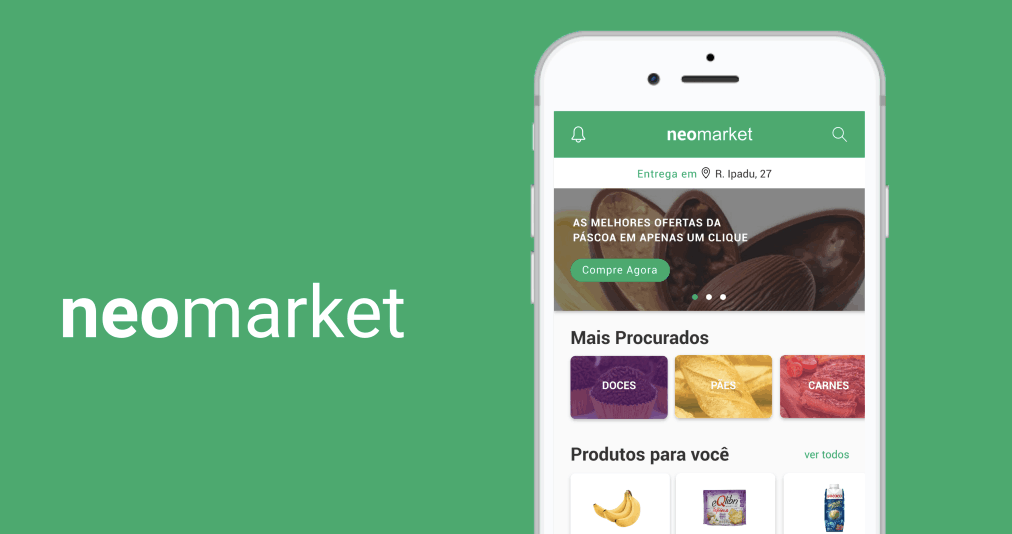 neomarket
neomarket
Entrega em R. Ipadu, 27
AS MELHORES OFERTAS DA
PÁSCOA EM APENAS UM CLIQUE
Compre Agora
Mais Procurados
DOCES
PÃES
CARNES
Produtos para você
ver todos
eQlibri